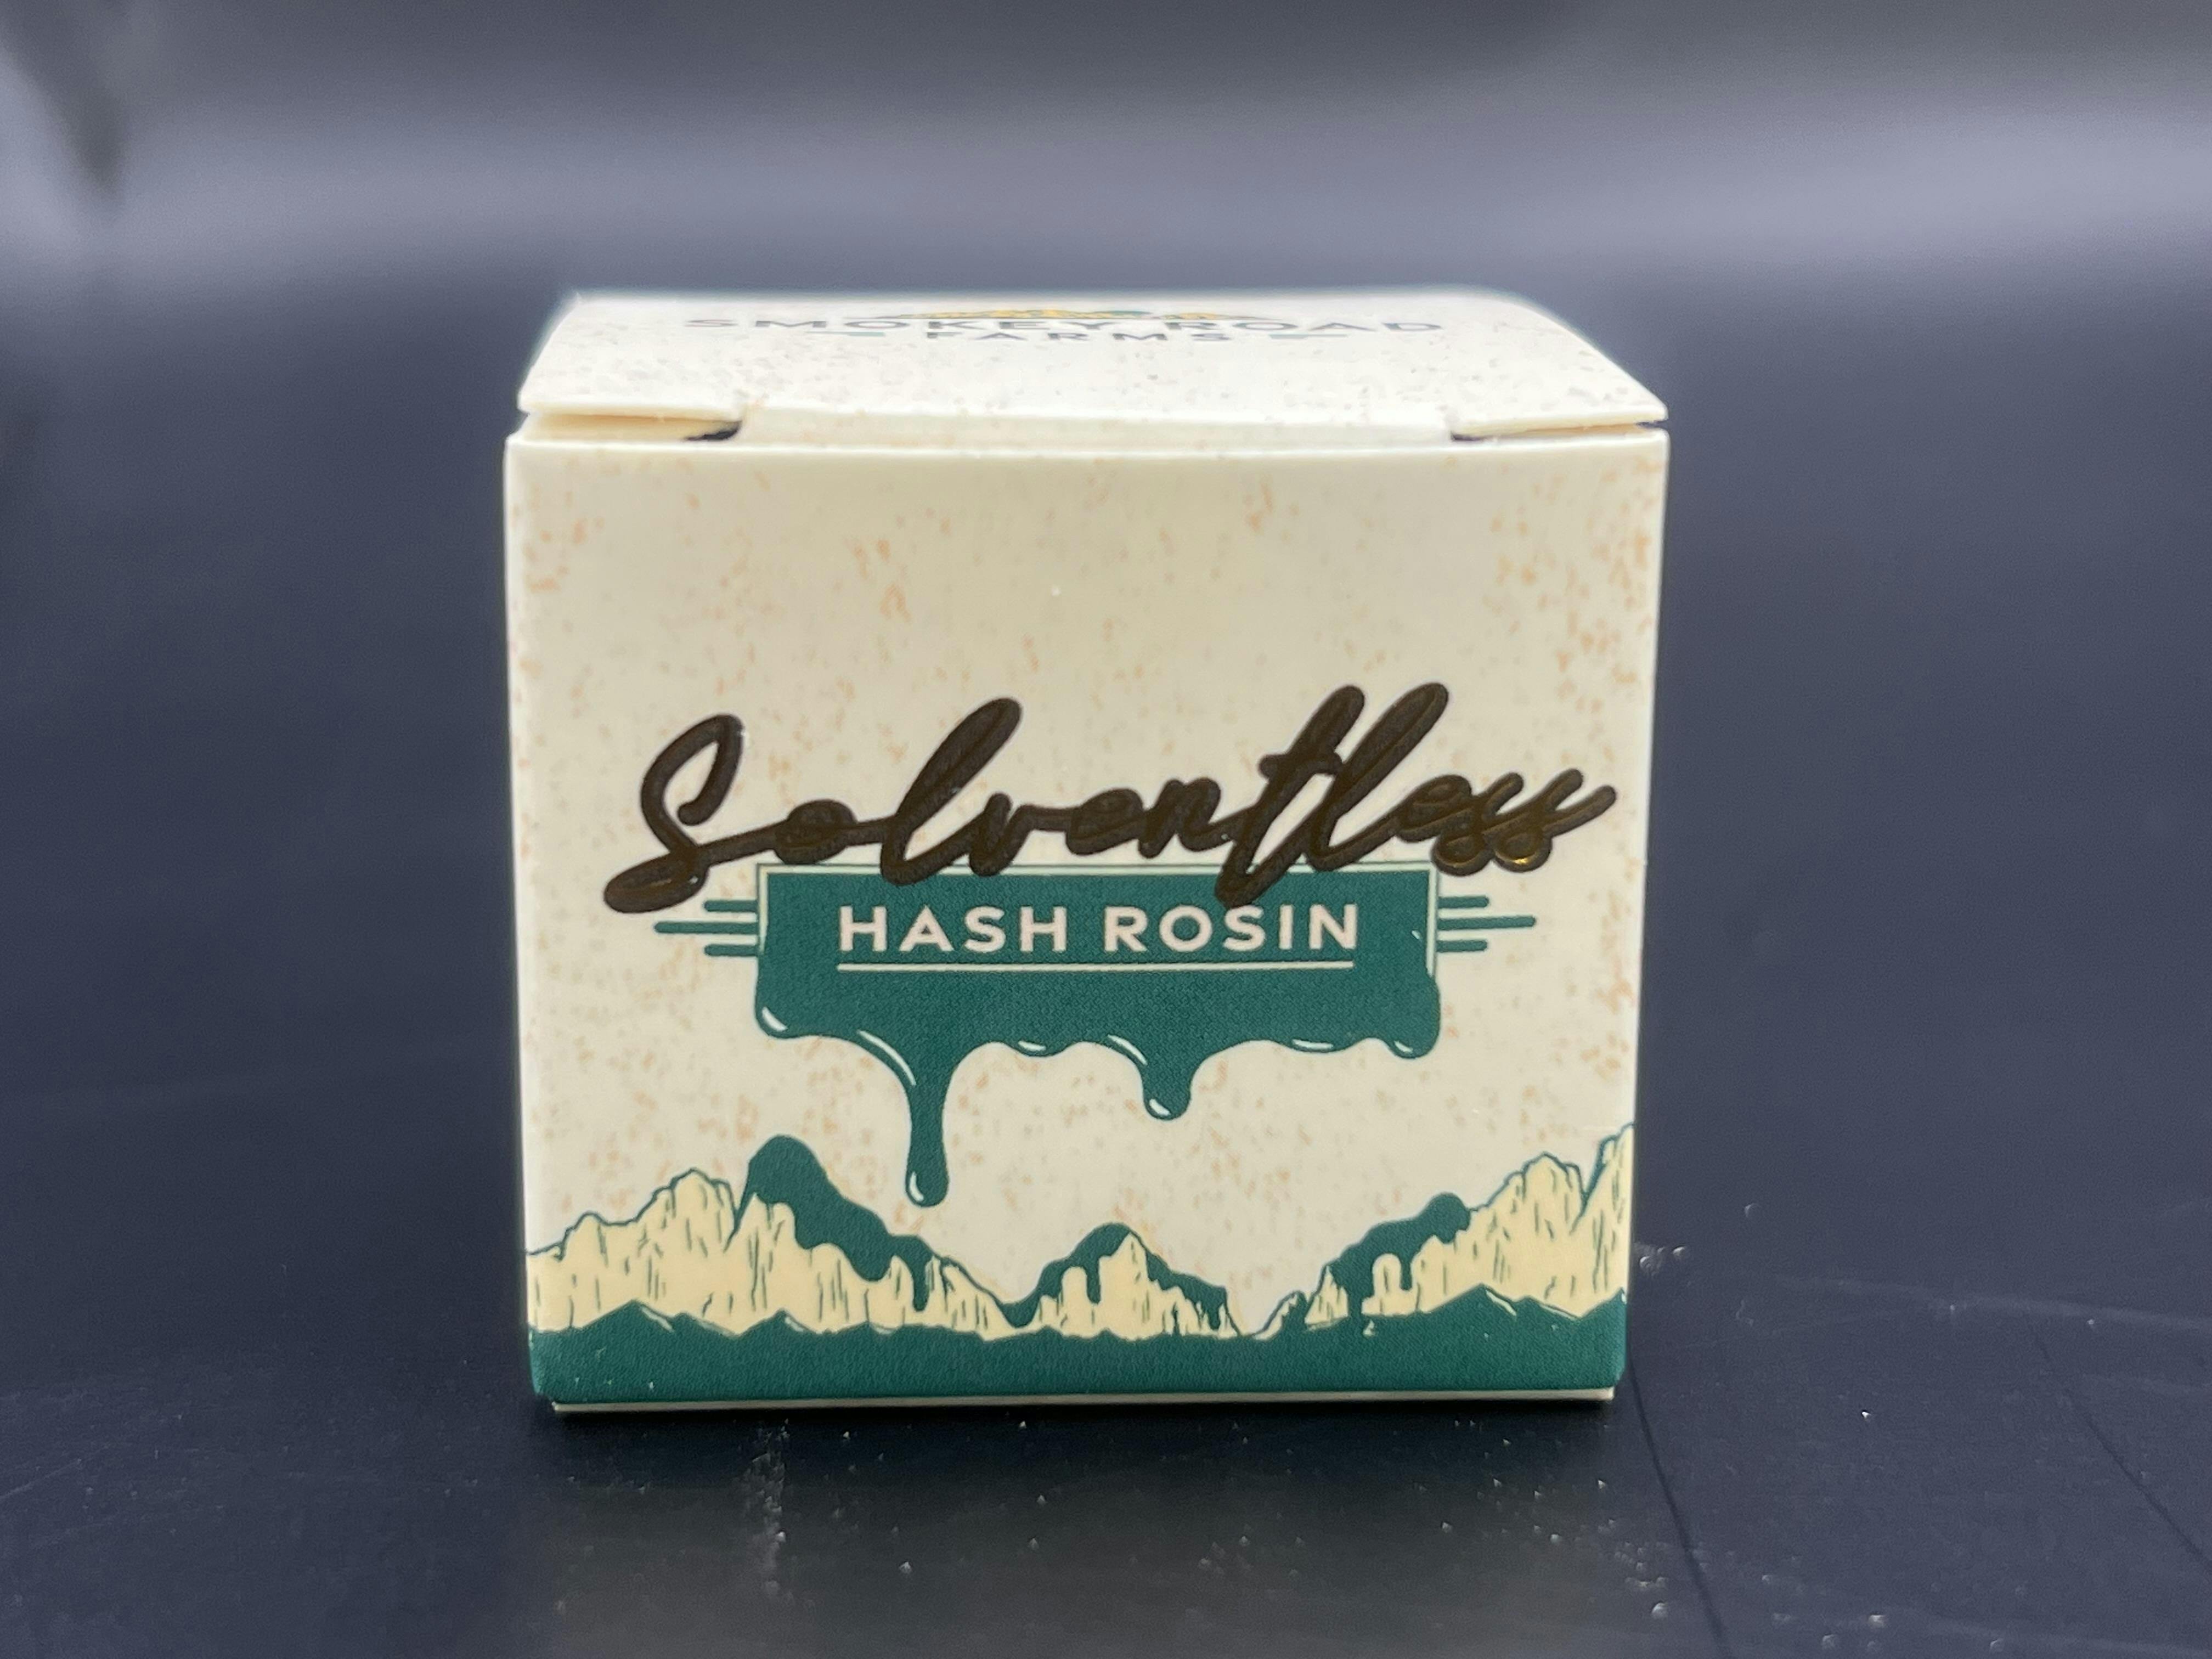 SMOKEY ROAD
FARMS
Solventless
HASH ROSIN